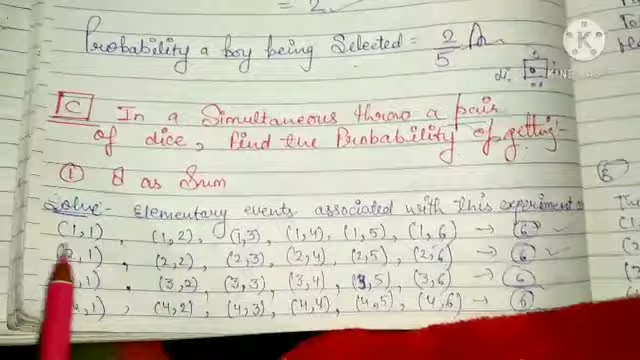 = 2
Probability a boy being Selected = 2/5 A
di.
C In a Simultaneous throw a pair
of dice, find the Probability of getting:-
① 8 as Sum
Solve:- Elementary events associated with this experiment
(1,1), (1,2), (1,3), (1,4), (1,5), (1,6) → 6
(2,1), (2,2), (2,3), (2,4), (2,5), (2,6) → 6
,1), (3,2), (3,3), (3,4), (3,5), (3,6) → 6
,1), (4,2), (4,3), (4,4), (4,5), (4,6) → 6
K